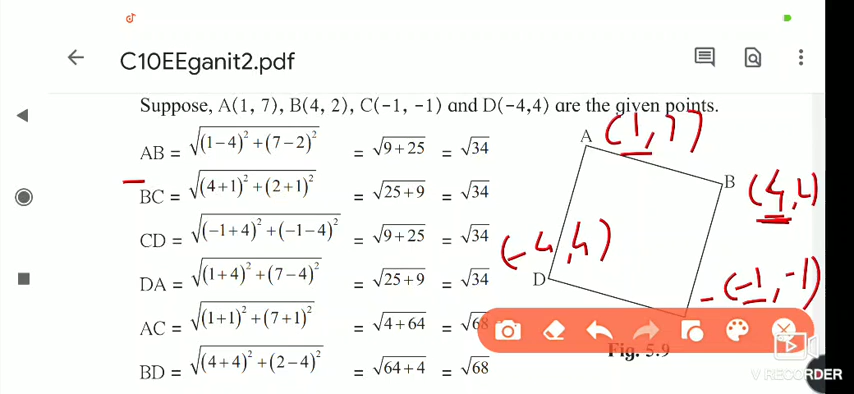 C10EEganit2.pdf
Suppose, A(1, 7), B(4, 2), C(-1, -1) and D(-4,4) are the given points.
AB = √(1−4)² +(7−2)² = √9+25 = √34
BC = √(4+1)² +(2+1)² = √25+9 = √34
CD = √(−1+4)² +(−1−4)² = √9+25 = √34
DA = √(1+4)² +(7−4)² = √25+9 = √34
AC = √(1+1)² +(7+1)² = √4+64 = √68
BD = √(4+4)² +(2−4)² = √64+4 = √68
A (1, 7)
B (4, 2)
(-4, 4)
D
(-1, -1)
Fig. 5.9
V RECORDER